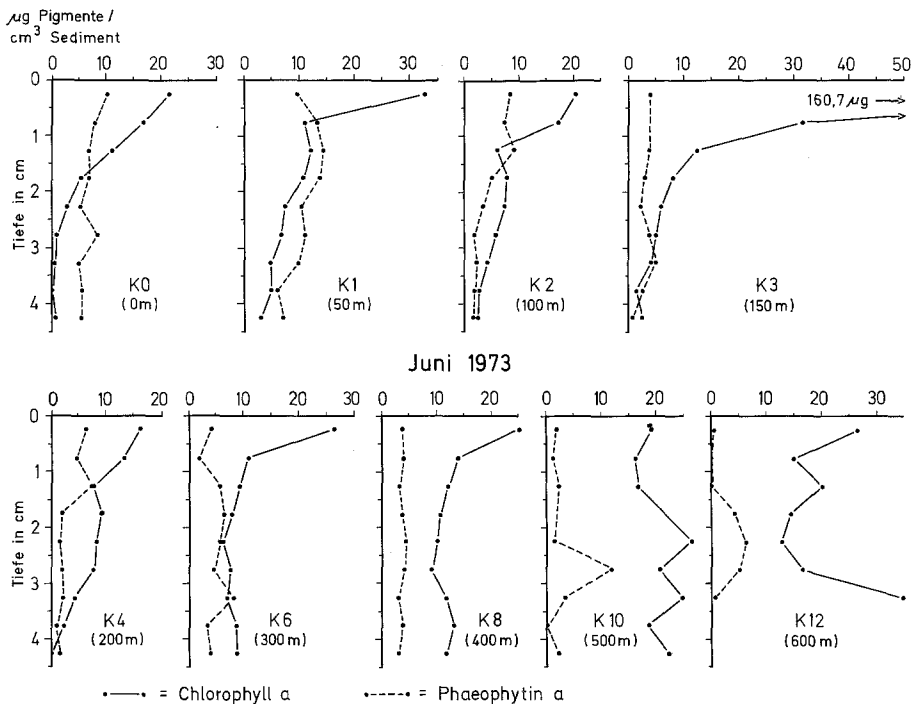 µg Pigmente /
cm³ Sediment
0 10 20 30
0 10 20 30
0 10 20
0 10 20 30 40 50
0
1
2
3
4
Tiefe in cm
160,7 µg
K0
(0m)
K1
(50m)
K2
(100m)
K3
(150m)
Juni 1973
0 10 20
0 10 20 30
0 10 20
0 10 20
0 10 20 30
0
1
2
3
4
Tiefe in cm
K4
(200m)
K6
(300m)
K8
(400m)
K10
(500m)
K12
(600m)
= Chlorophyll a
= Phaeophytin a